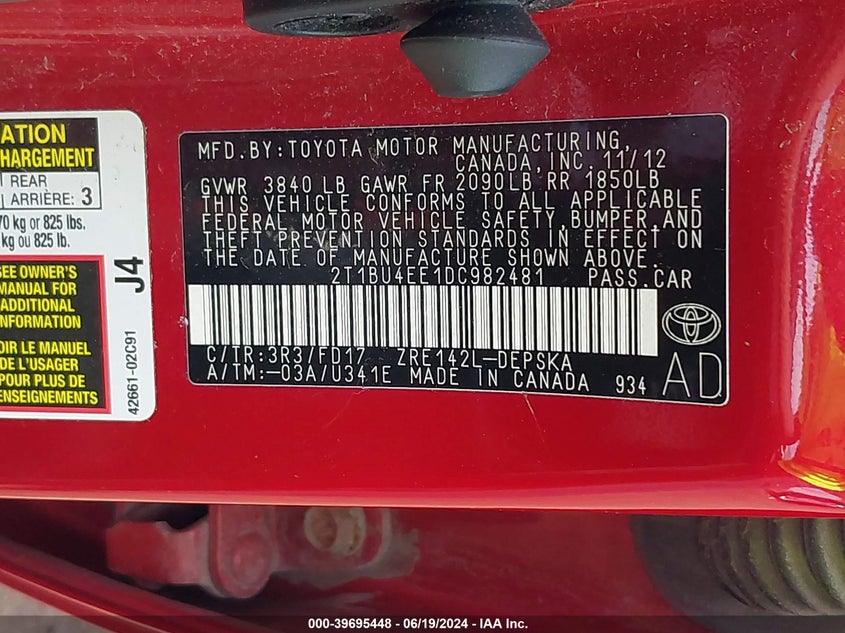 ATION
CHARGEMENT
REAR
ARRIÈRE: 3
70 kg or 825 lbs.
kg ou 825 lb.
SEE OWNER'S
MANUAL FOR
ADDITIONAL
INFORMATION
VOIR LE MANUEL
DE L'USAGER
POUR PLUS DE
RENSEIGNEMENTS
J4
42661-02C91
MFD.BY:TOYOTA MOTOR MANUFACTURING,
CANADA,INC. 11/12
GVWR 3840 LB GAWR FR 2090LB RR 1850LB
THIS VEHICLE CONFORMS TO ALL APPLICABLE
FEDERAL MOTOR VEHICLE SAFETY,BUMPER,AND
THEFT PREVENTION STANDARDS IN EFFECT ON
THE DATE OF MANUFACTURE SHOWN ABOVE.
2T1BU4EE1DC982481 PASS.CAR
C/TR:3R3/FD17 ZRE142L-DEPSKA
A/TM:-03A/U341E MADE IN CANADA 934
AD
000-39695448 - 06/19/2024 - IAA Inc.